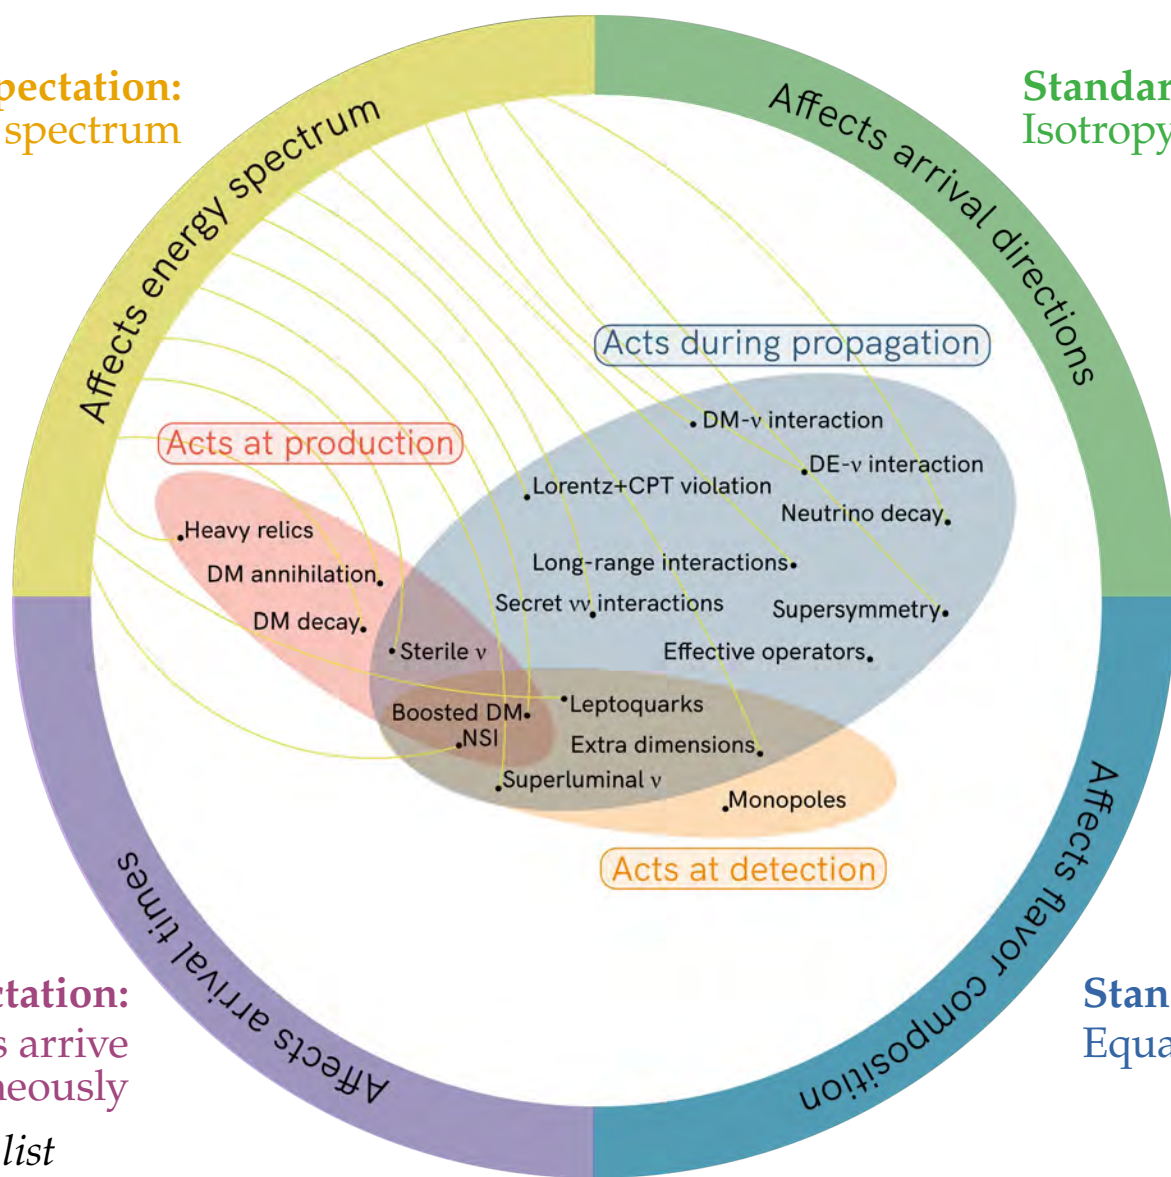 pectation:
spectrum
Standar
Isotropy
Affects energy spectrum
Affects arrival directions
Acts during propagation
DM-ν interaction
Acts at production
DE-ν interaction
Lorentz+CPT violation
Neutrino decay
Heavy relics
Long-range interactions
DM annihilation
Secret νν interactions
Supersymmetry
DM decay
Sterile ν
Effective operators
Leptoquarks
Boosted DM
NSI
Extra dimensions
Superluminal ν
Monopoles
Acts at detection
Affects arrival times
Affects flavor composition
ctation:
s arrive
neously
list
Stan
Equa